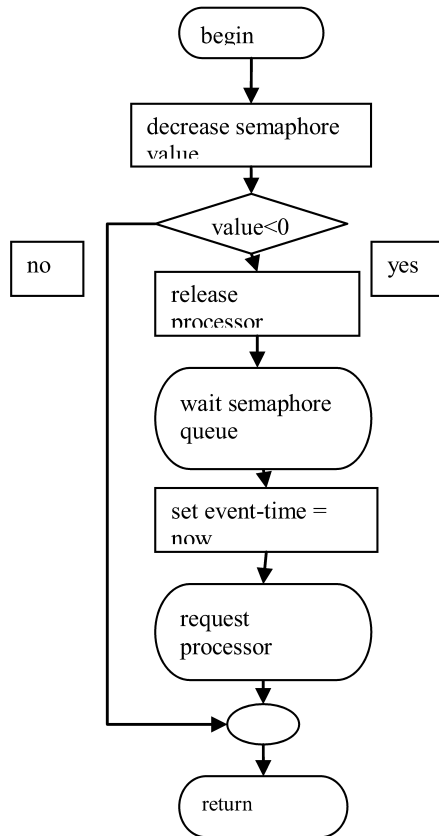 begin
decrease semaphore
value
value<0
no
yes
release
processor
wait semaphore
queue
set event-time =
now
request
processor
return